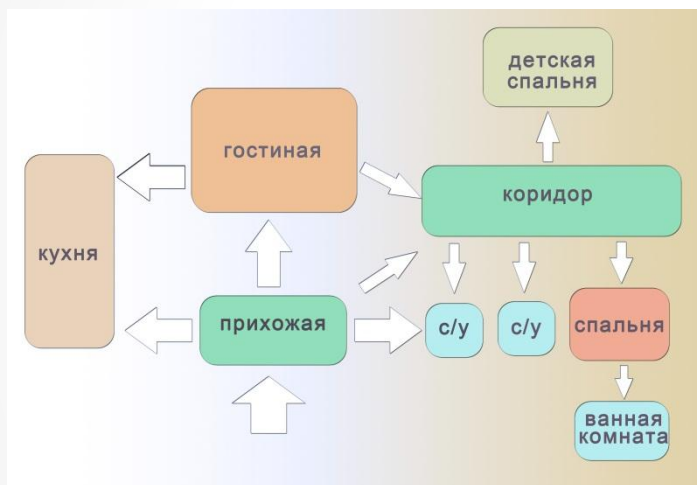 детская
спальня
гостиная
коридор
кухня
прихожая
с/у
с/у
спальня
ванная
комната